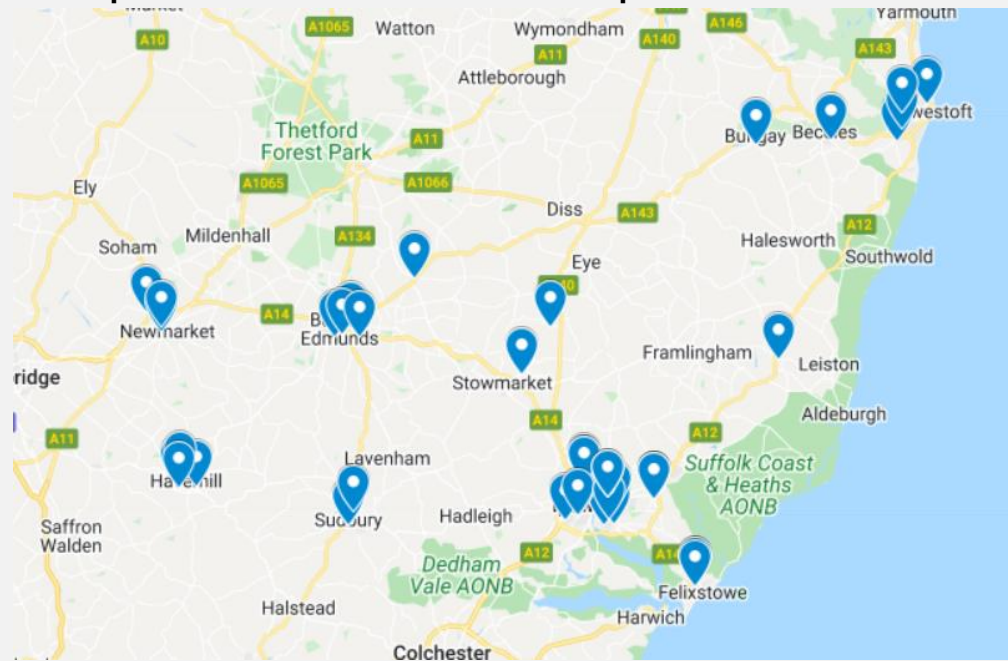 Yarmouth
A10
A1065
Watton
Wymondham
A11
A140
A146
A143
Attleborough
Thetford
Forest Park
A11
westoft
Bungay
Beccles
Ely
A1065
A1066
Diss
A143
A134
Soham
Mildenhall
Halesworth
A12
Southwold
Eye
Newmarket
A14
Edmunds
Framlingham
Leiston
ridge
Stowmarket
Aldeburgh
A11
A14
A12
Lavenham
Haverhill
Suffolk Coast
& Heaths
AONB
Saffron
Walden
Sudbury
Hadleigh
A12
Dedham
Vale AONB
A14
Felixstowe
Halstead
Harwich
Colchester